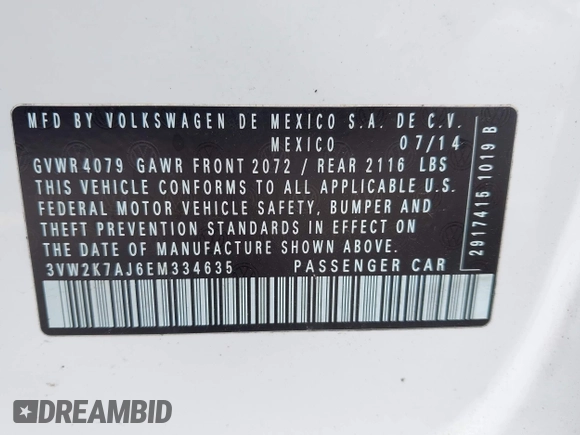 MFD BY VOLKSWAGEN DE MEXICO S.A. DE C.V.
MEXICO 07/14
GVWR 4079 GAWR FRONT 2072 / REAR 2116 LBS
THIS VEHICLE CONFORMS TO ALL APPLICABLE U.S.
FEDERAL MOTOR VEHICLE SAFETY, BUMPER AND
THEFT PREVENTION STANDARDS IN EFFECT ON
THE DATE OF MANUFACTURE SHOWN ABOVE.
3VW2K7AJ6EM334635 PASSENGER CAR
2917416 1019 B
DREAMBID